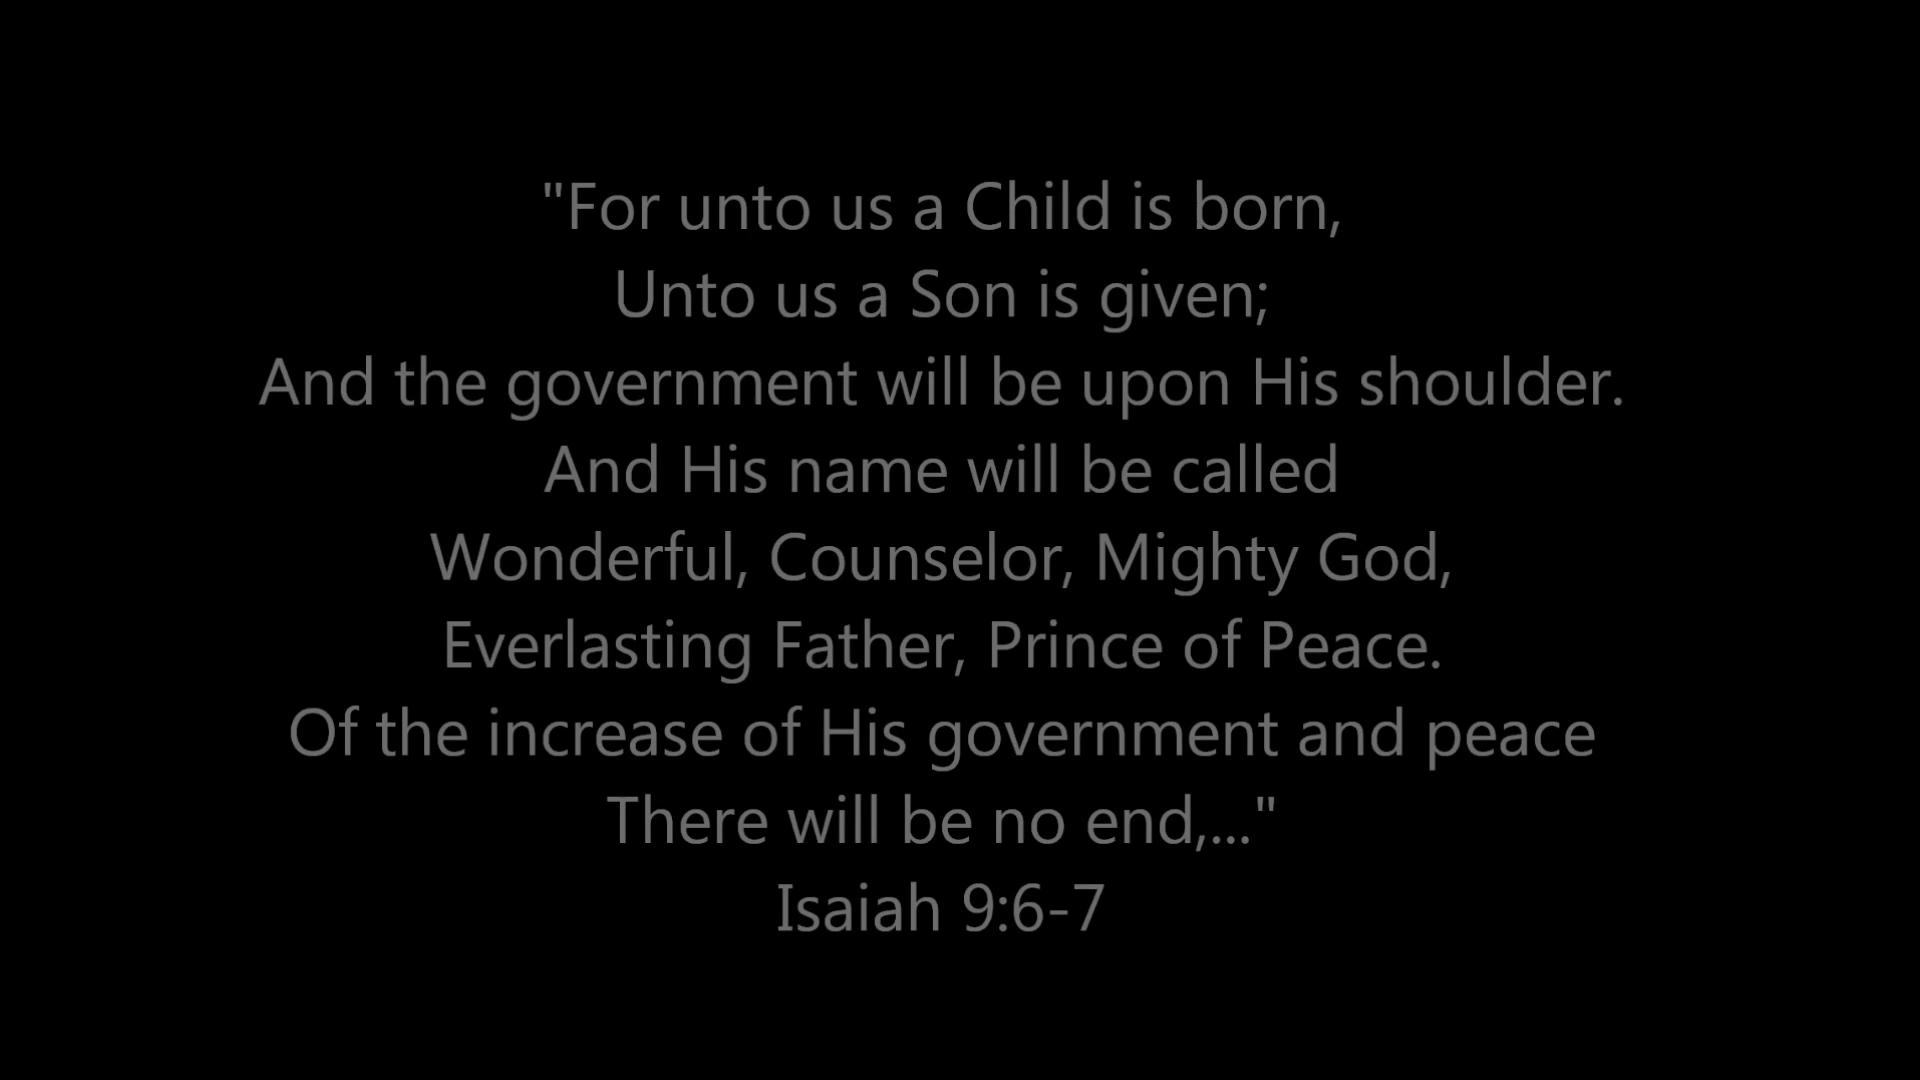 "For unto us a Child is born,
Unto us a Son is given;
And the government will be upon His shoulder.
And His name will be called
Wonderful, Counselor, Mighty God,
Everlasting Father, Prince of Peace.
Of the increase of His government and peace
There will be no end,..."
Isaiah 9:6-7